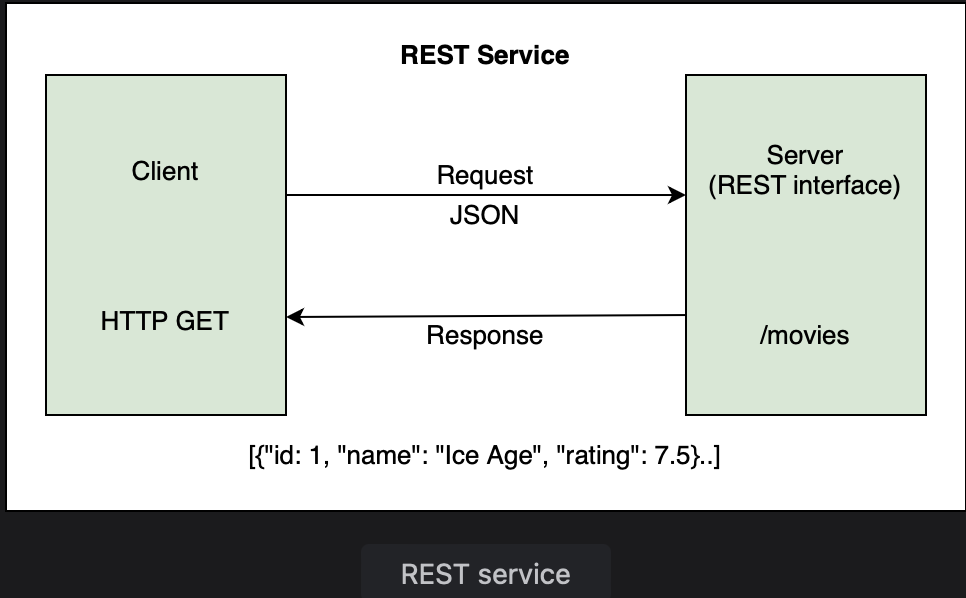 REST Service
Client
Request
JSON
Server
(REST interface)
HTTP GET
Response
/movies
[{"id: 1, "name": "Ice Age", "rating": 7.5}..]
REST service